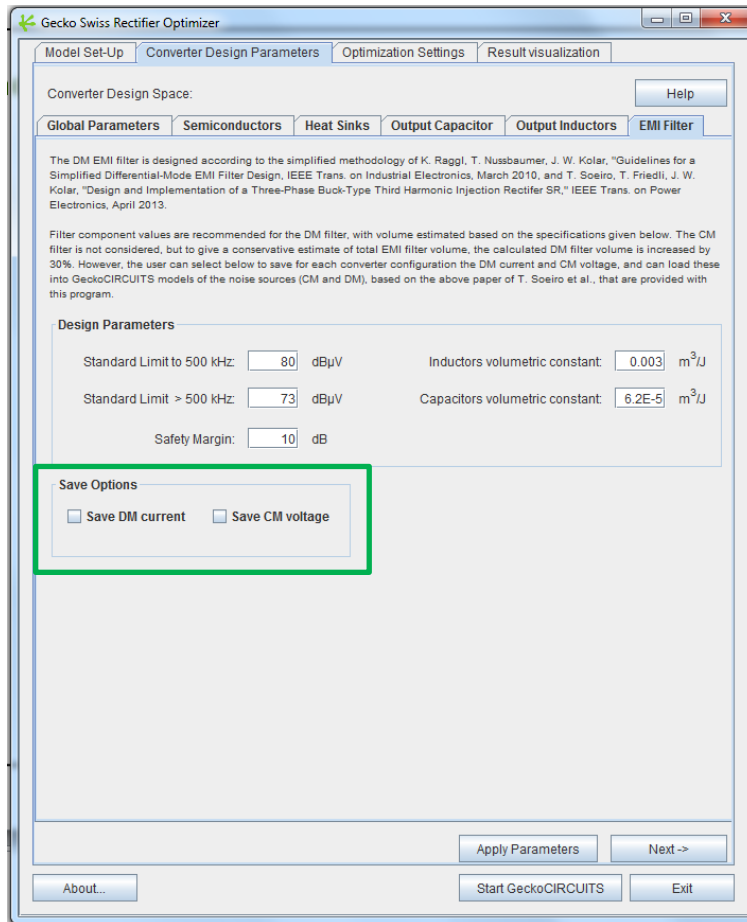 Gecko Swiss Rectifier Optimizer
Model Set-Up Converter Design Parameters Optimization Settings Result visualization
Converter Design Space: Help
Global Parameters Semiconductors Heat Sinks Output Capacitor Output Inductors EMI Filter
The DM EMI filter is designed according to the simplified methodology of K. Raggl, T. Nussbaumer, J. W. Kolar, "Guidelines for a
Simplified Differential-Mode EMI Filter Design, IEEE Trans. on Industrial Electronics, March 2010, and T. Soeiro, T. Friedli, J. W.
Kolar, "Design and Implementation of a Three-Phase Buck-Type Third Harmonic Injection Rectifer SR," IEEE Trans. on Power
Electronics, April 2013.
Filter component values are recommended for the DM filter, with volume estimated based on the specifications given below. The CM
filter is not considered, but to give a conservative estimate of total EMI filter volume, the calculated DM filter volume is increased by
30%. However, the user can select below to save for each converter configuration the DM current and CM voltage, and can load these
into GeckoCIRCUITS models of the noise sources (CM and DM), based on the above paper of T. Soeiro et al., that are provided with
this program.
Design Parameters
Standard Limit to 500 kHz: 80 dBµV Inductors volumetric constant: 0.003 m³/J
Standard Limit > 500 kHz: 73 dBµV Capacitors volumetric constant: 6.2E-5 m³/J
Safety Margin: 10 dB
Save Options
Save DM current Save CM voltage
Apply Parameters Next ->
About... Start GeckoCIRCUITS Exit